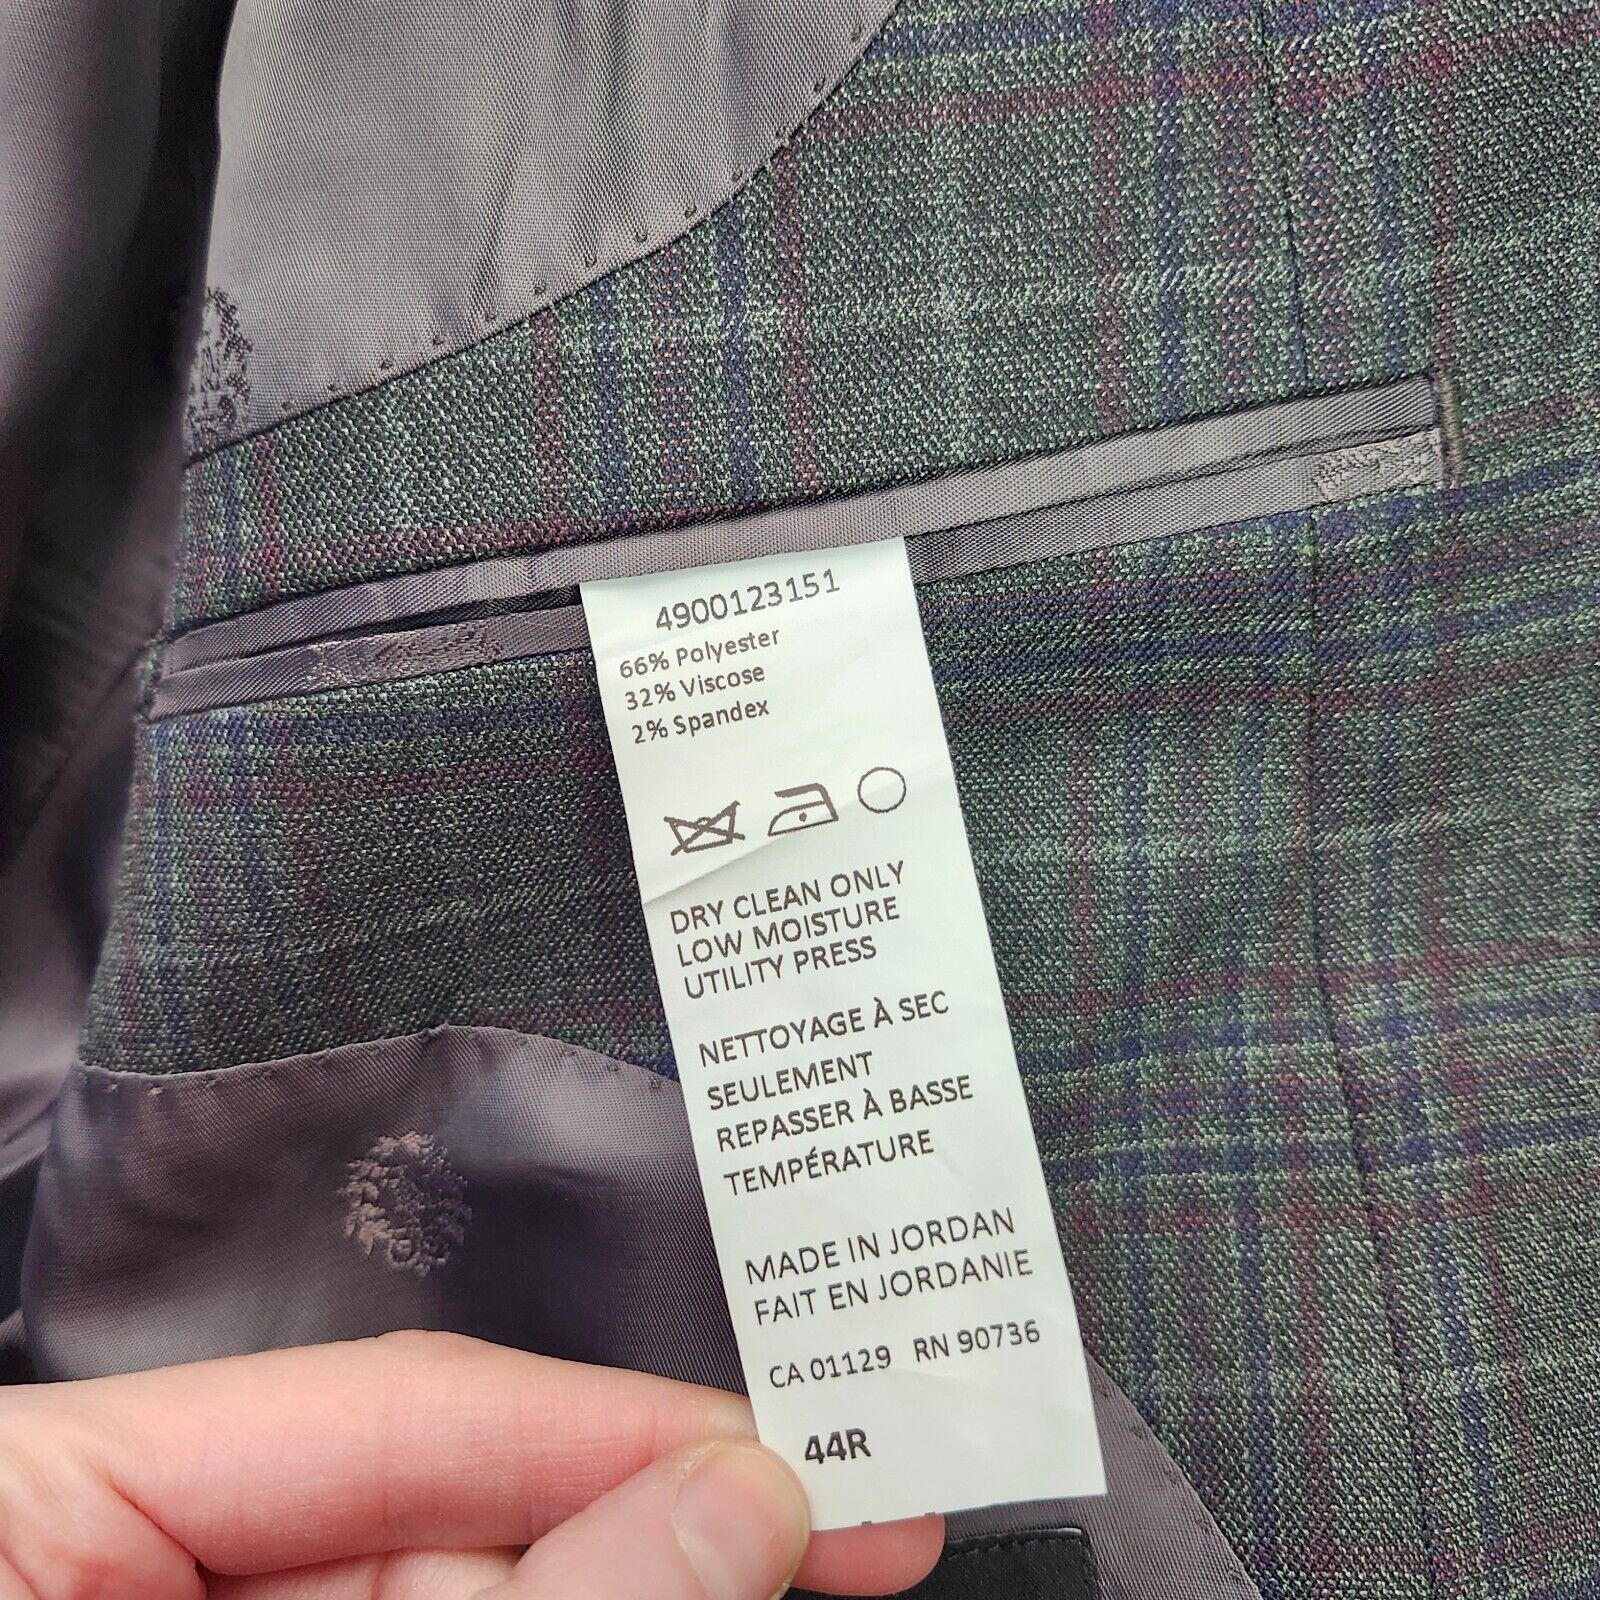 4900123151
66% Polyester
32% Viscose
2% Spandex
DRY CLEAN ONLY
LOW MOISTURE
UTILITY PRESS
NETTOYAGE À SEC
SEULEMENT
REPASSER À BASSE
TEMPÉRATURE
MADE IN JORDAN
FAIT EN JORDANIE
CA 01129 RN 90736
44R